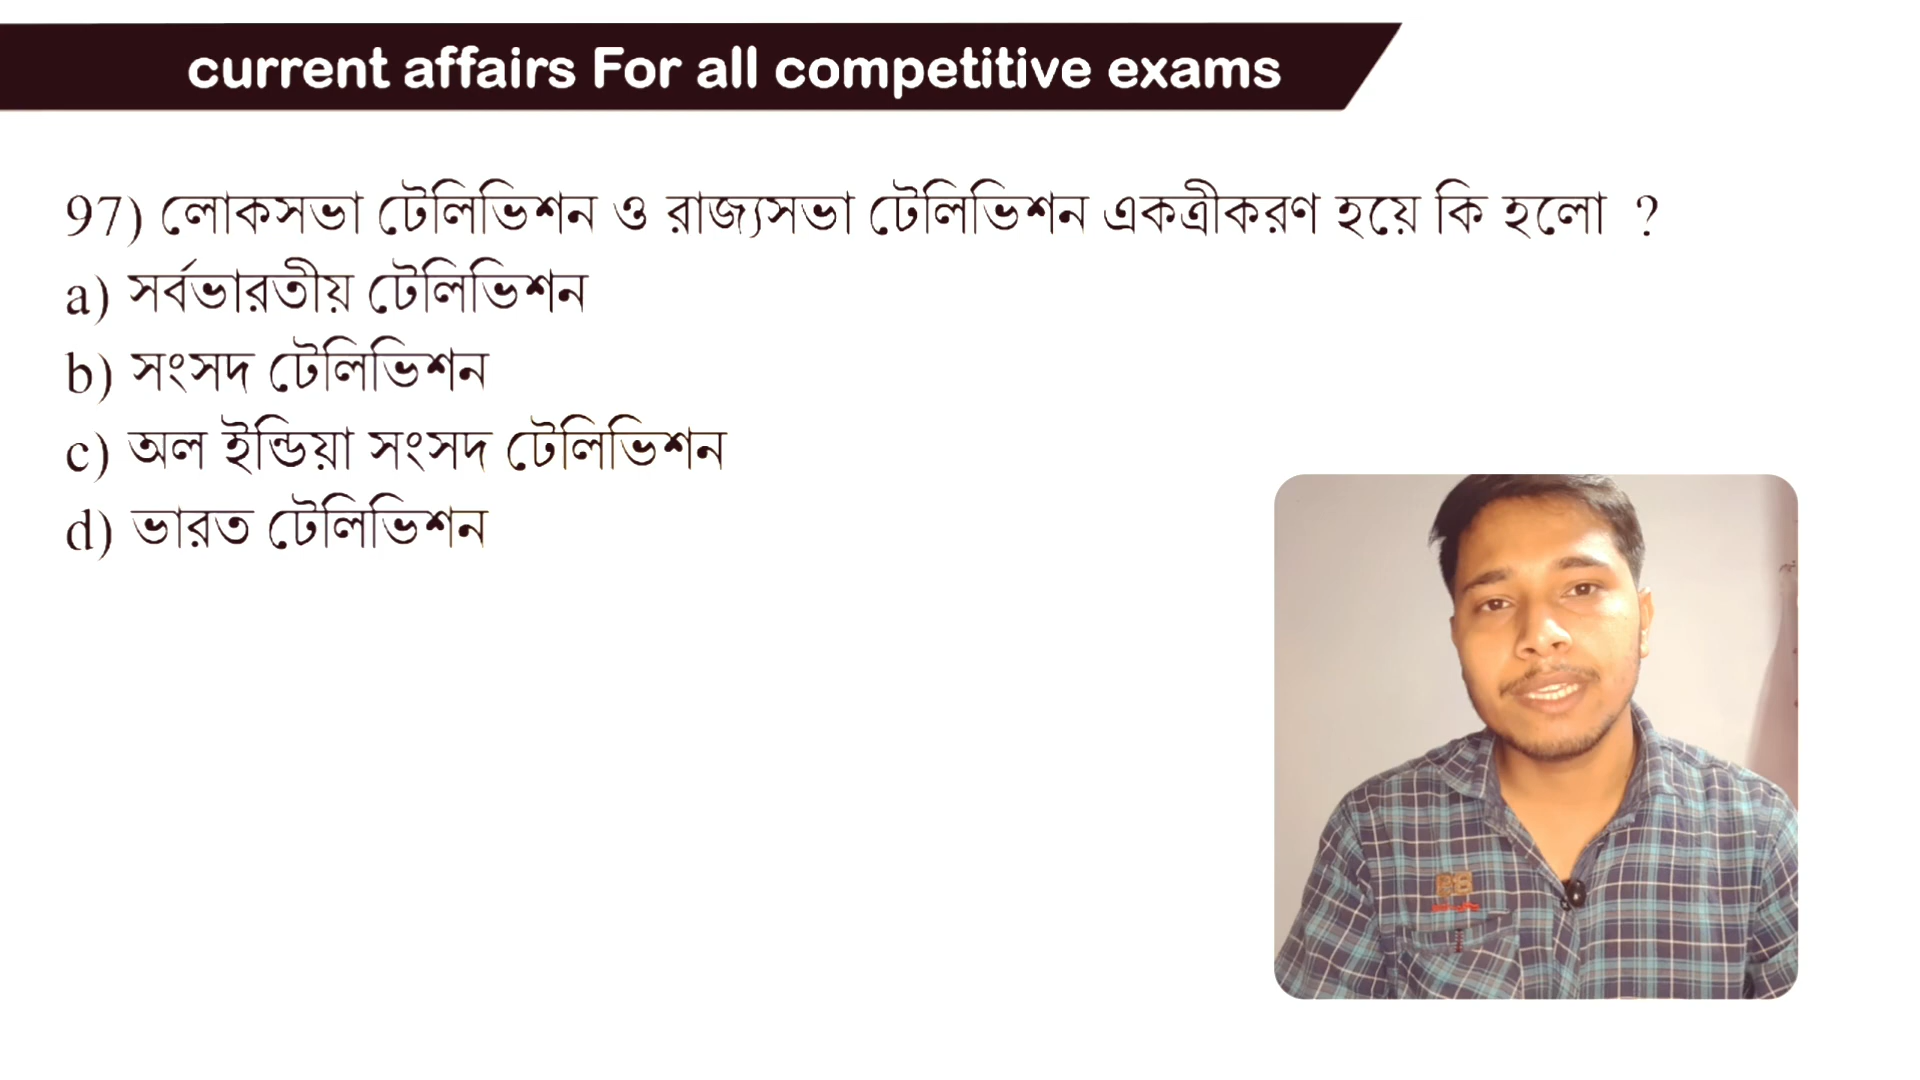 current affairs For all competitive exams
97) লোকসভা টেলিভিশন ও রাজ্যসভা টেলিভিশন একত্রীকরণ হয়ে কি হলো ?
a) সর্বভারতীয় টেলিভিশন
b) সংসদ টেলিভিশন
c) অল ইন্ডিয়া সংসদ টেলিভিশন
d) ভারত টেলিভিশন